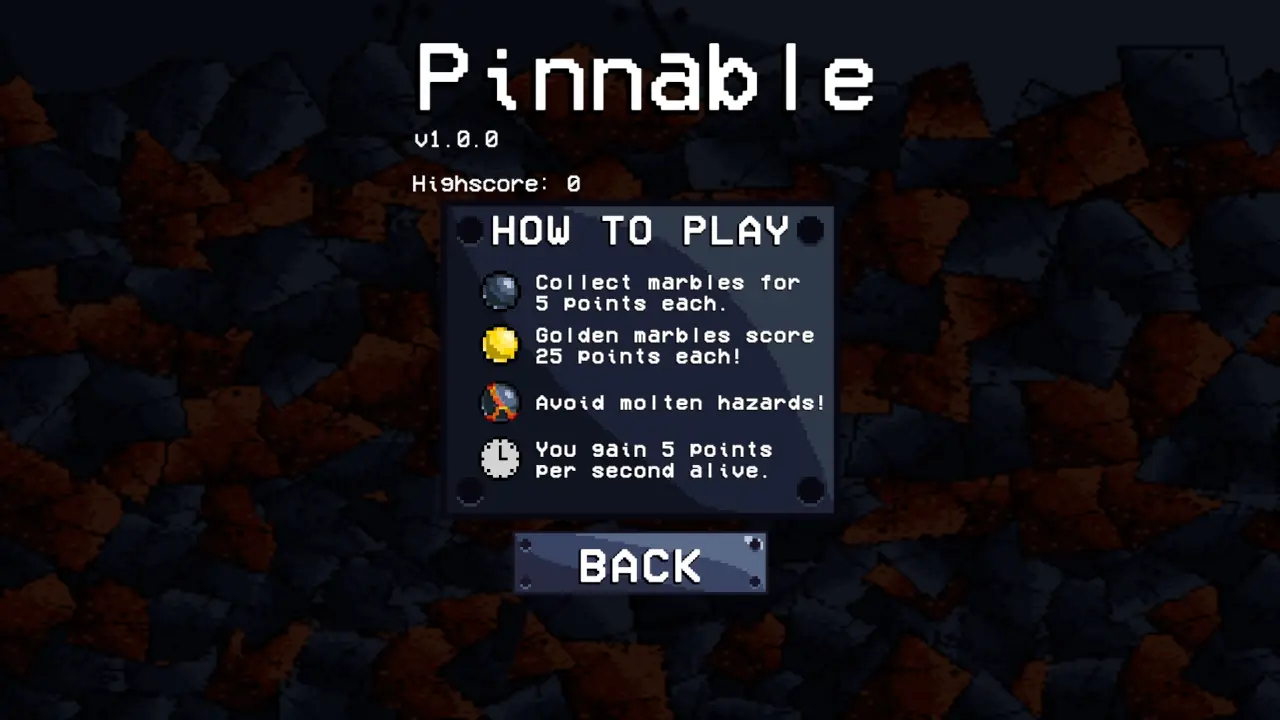 Pinnable
v1.0.0
Highscore: 0
HOW TO PLAY
Collect marbles for
5 points each.
Golden marbles score
25 points each!
Avoid molten hazards!
You gain 5 points
per second alive.
BACK